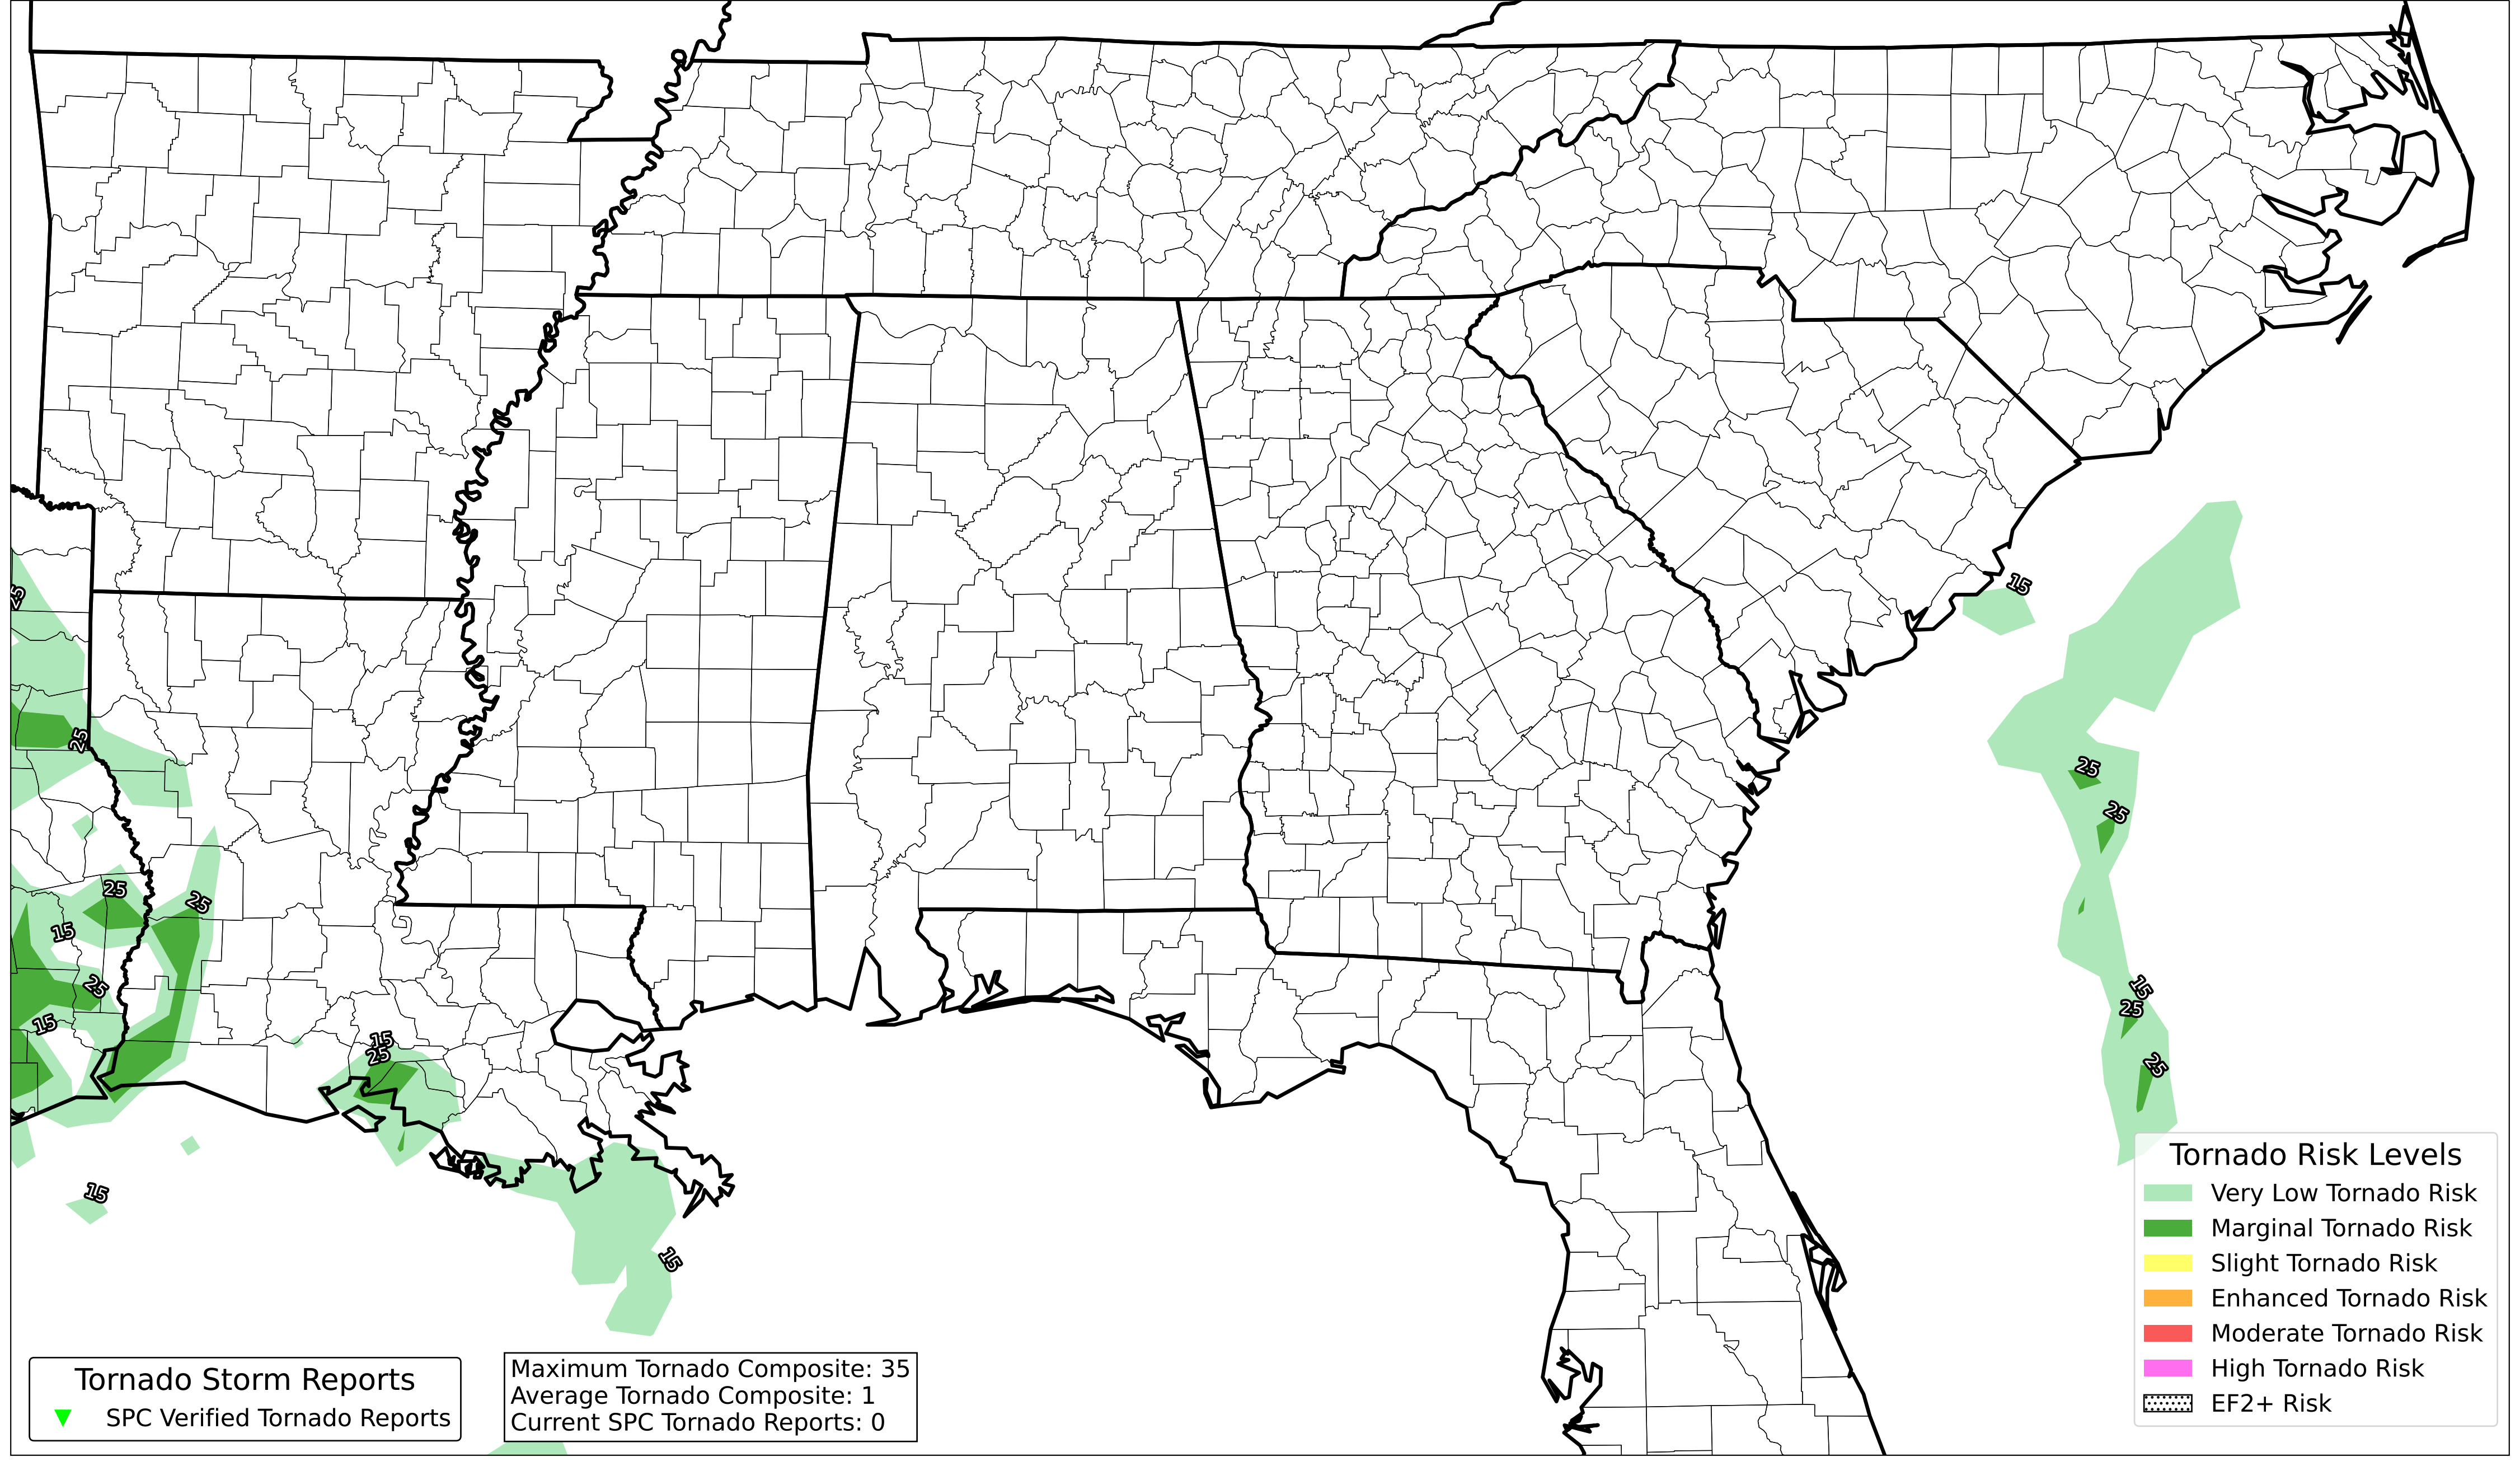 15
25
25
25
25
25
25
15
15
25
25
15
15
25
25
15
25
15
15
Tornado Risk Levels
Very Low Tornado Risk
Marginal Tornado Risk
Slight Tornado Risk
Enhanced Tornado Risk
Moderate Tornado Risk
High Tornado Risk
EF2+ Risk
Tornado Storm Reports
SPC Verified Tornado Reports
Maximum Tornado Composite: 35
Average Tornado Composite: 1
Current SPC Tornado Reports: 0